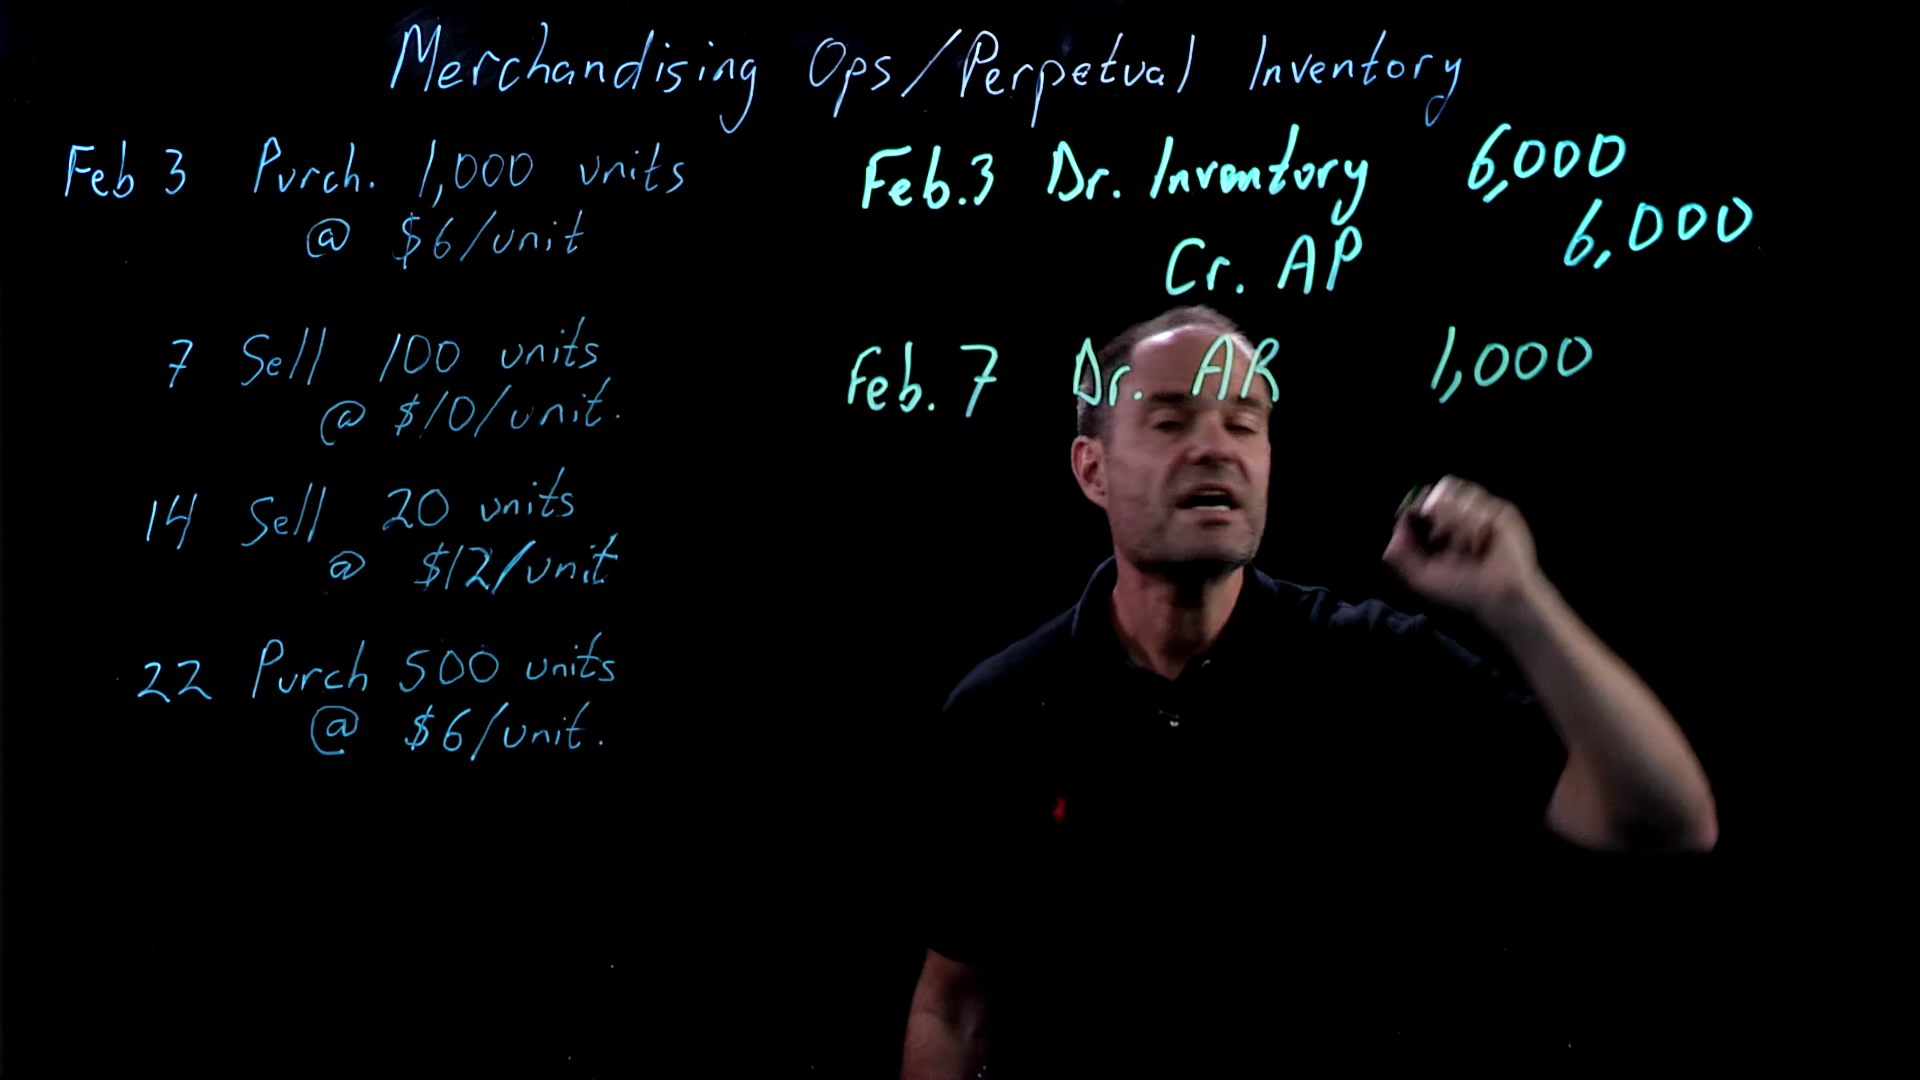 Merchandising Ops/Perpetual Inventory
Feb 3 Purch. 1,000 units
@ $6/unit
7 Sell 100 units
@ $10/unit.
14 Sell 20 units
@ $12/unit
22 Purch 500 units
@ $6/unit.
Feb. 3 Dr. Inventory 6,000
Cr. AP 6,000
Feb. 7 Dr. AR 1,000